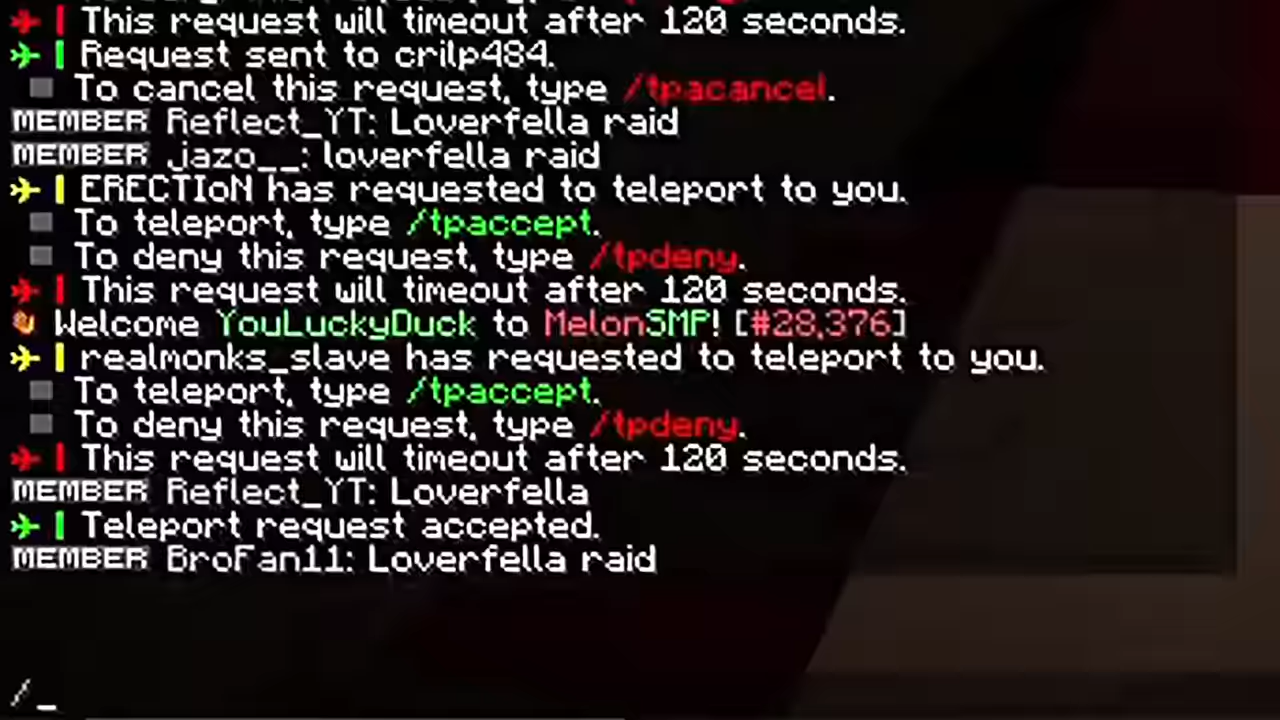 This request will timeout after 120 seconds.
Request sent to crilp484.
To cancel this request, type /tpacancel.
MEMBER Reflect_YT: Loverfella raid
MEMBER jazo__: loverfella raid
ERECTIoN has requested to teleport to you.
To teleport, type /tpaccept.
To deny this request, type /tpdeny.
This request will timeout after 120 seconds.
Welcome YouLuckyDuck to MelonSMP! [#28,376]
realmonks_slave has requested to teleport to you.
To teleport, type /tpaccept.
To deny this request, type /tpdeny.
This request will timeout after 120 seconds.
MEMBER Reflect_YT: Loverfella
Teleport request accepted.
MEMBER BroFan11: Loverfella raid
/_